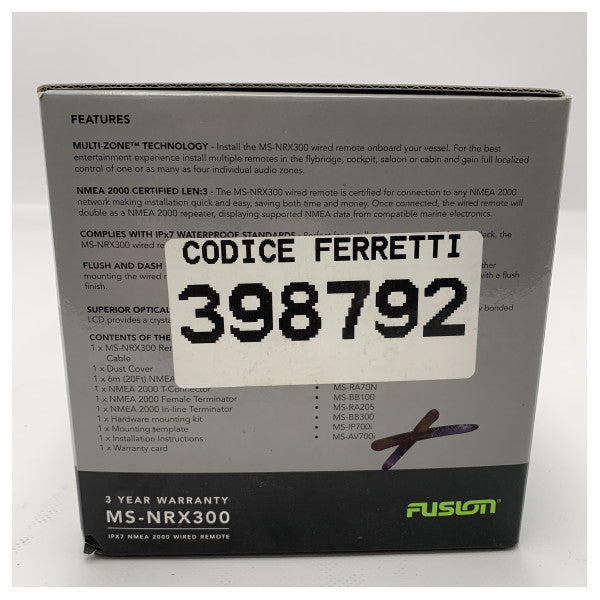 FEATURES
MULTI-ZONE™ TECHNOLOGY - Install the MS-NRX300 wired remote onboard your vessel. For the best
entertainment experience install multiple remotes in the flybridge, cockpit, saloon or cabin and gain full localized
control of one or as many as four individual audio zones.
NMEA 2000 CERTIFIED LEN:3 - The MS-NRX300 wired remote is certified for connection to any NMEA 2000
network making installation quick and easy, saving both time and money. Once connected, the wired remote will
double as a NMEA 2000 repeater, displaying supported NMEA data from compatible marine electronics.
COMPLIES WITH IPx7 WATERPROOF STANDARDS
the
MS-NRX300 wired
FLUSH AND DASH
mounting the wired
with a flush
finish.
SUPERIOR OPTICAL
bonded
LCD provides a
CODICE FERRETTI
398792
CONTENTS OF
1 x MS-NRX300
Cable
1 x Dust Cover
1 x 6m (20Ft) NMEA
1 x NMEA 2000 T-Connector
1 x NMEA 2000 Female Terminator
1 x NMEA 2000 In-line Terminator
1 x Hardware mounting kit
1 x Mounting template
1 x Installation Instructions
1 x Warranty card
• MS-RA70N
• MS-BB100
• MS-RA205
• MS-BB300
• MS-IP700i
• MS-AV700i
3 YEAR WARRANTY
MS-NRX300
IPX7 NMEA 2000 WIRED REMOTE
FUSION®